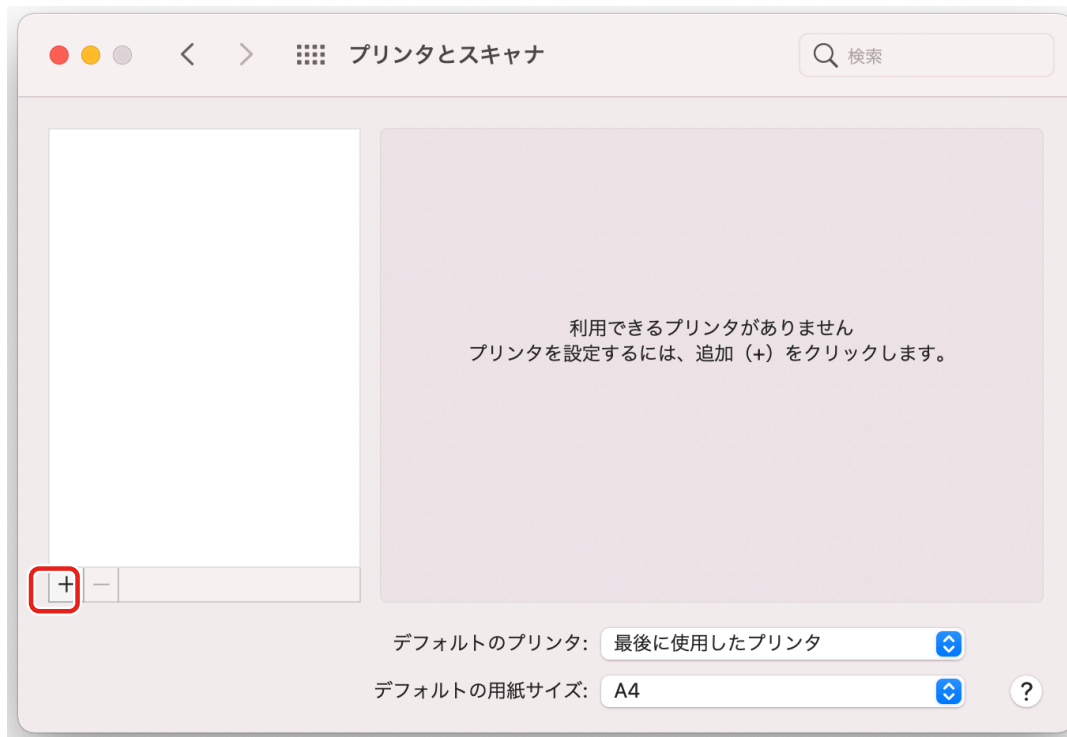 プリンタとスキャナ
検索
利用できるプリンタがありません
プリンタを設定するには、追加（+）をクリックします。
+ −
デフォルトのプリンタ: 最後に使用したプリンタ
デフォルトの用紙サイズ: A4
?